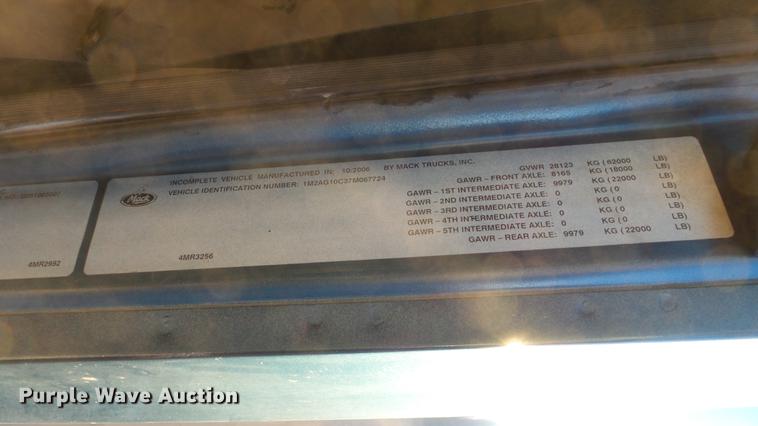 INCOMPLETE VEHICLE MANUFACTURED IN: 10/2006 BY MACK TRUCKS, INC.
VEHICLE IDENTIFICATION NUMBER: 1M2AG10C37M067724
Mack
GVWR 28123 KG (62000 LB)
GAWR - FRONT AXLE: 8165 KG (18000 LB)
GAWR - 1ST INTERMEDIATE AXLE: 9979 KG (22000 LB)
GAWR - 2ND INTERMEDIATE AXLE: 0 KG (0 LB)
GAWR - 3RD INTERMEDIATE AXLE: 0 KG (0 LB)
GAWR - 4TH INTERMEDIATE AXLE: 0 KG (0 LB)
GAWR - 5TH INTERMEDIATE AXLE: 0 KG (0 LB)
GAWR - REAR AXLE: 9979 KG (22000 LB)
4MR3256
4MR2992
Purple Wave Auction